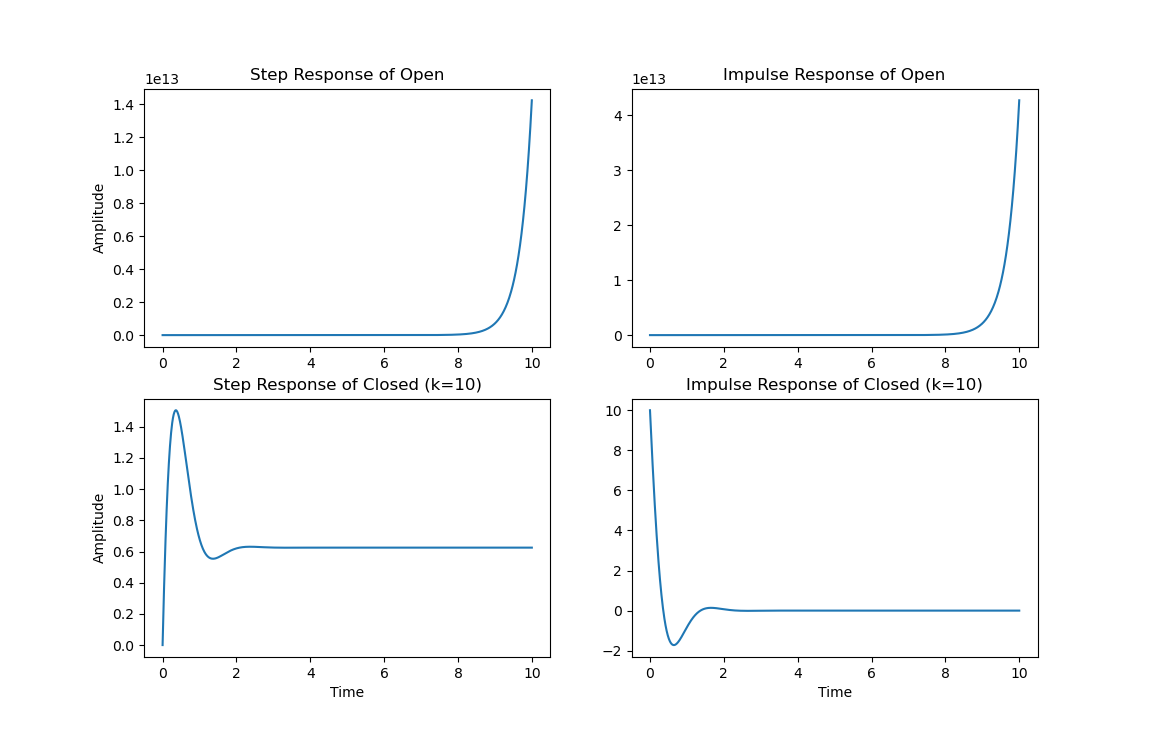 Step Response of Open
1e13
Amplitude
1.4
1.2
1.0
0.8
0.6
0.4
0.2
0.0
0 2 4 6 8 10
Impulse Response of Open
1e13
4
3
2
1
0
0 2 4 6 8 10
Step Response of Closed (k=10)
Amplitude
1.4
1.2
1.0
0.8
0.6
0.4
0.2
0.0
0 2 4 6 8 10
Time
Impulse Response of Closed (k=10)
10
8
6
4
2
0
−2
0 2 4 6 8 10
Time